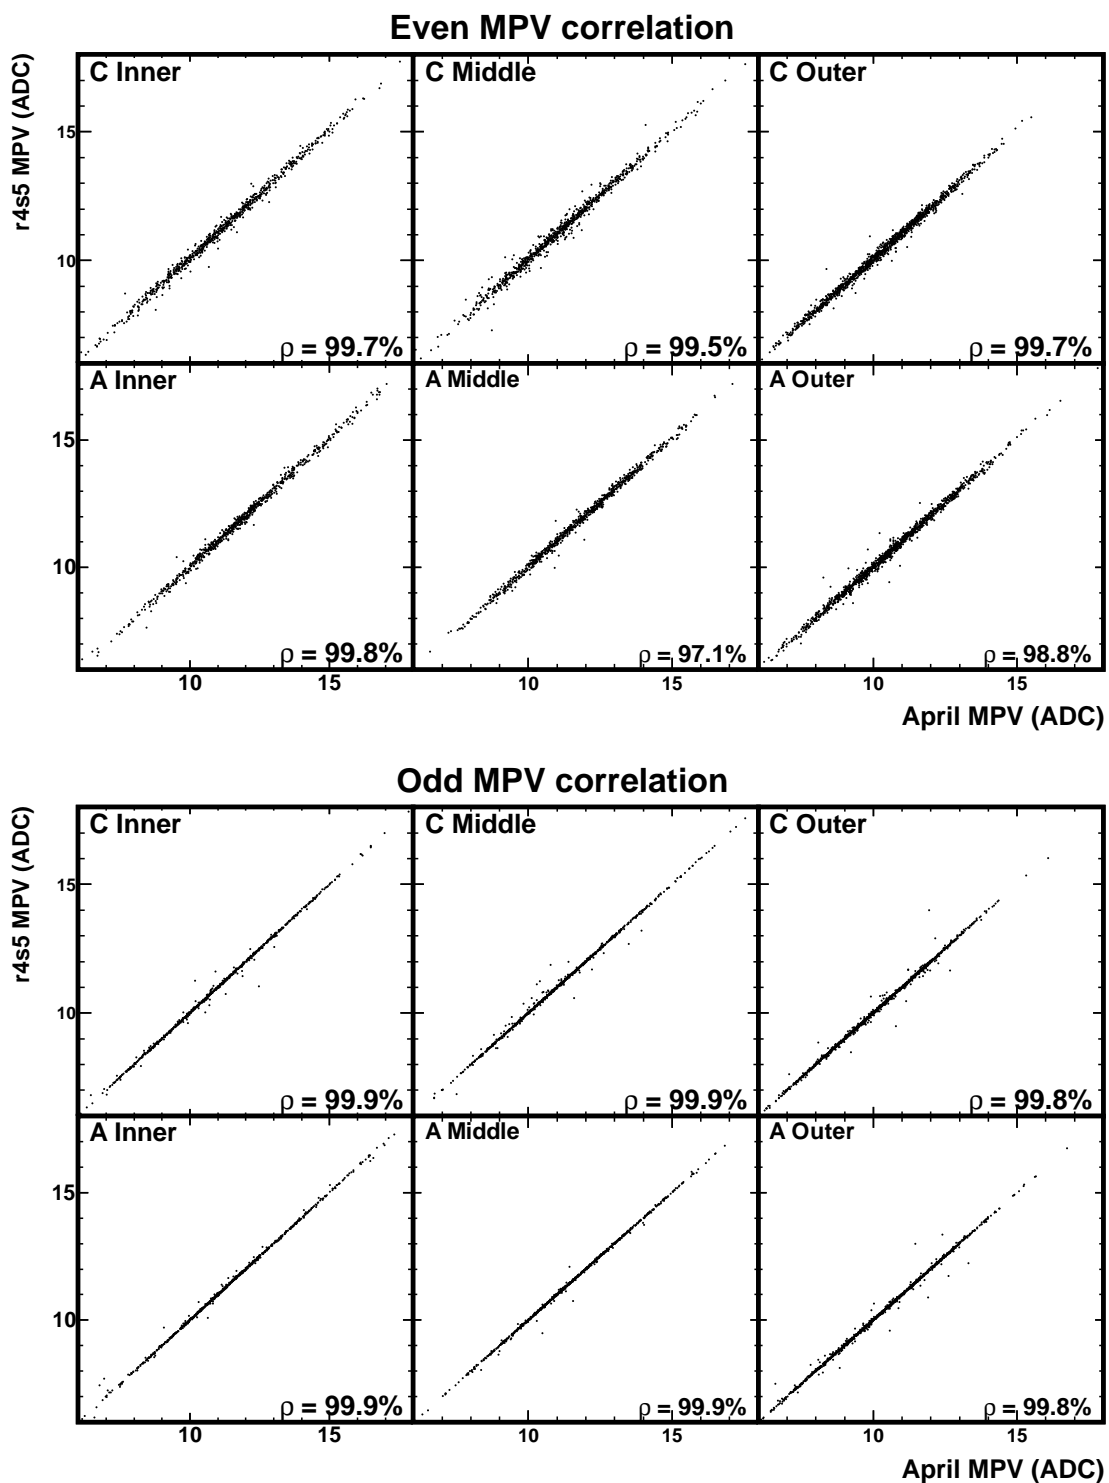 Even MPV correlation
r4s5 MPV (ADC)
C Inner
C Middle
C Outer
15
10
ρ = 99.7%
ρ = 99.5%
ρ = 99.7%
A Inner
A Middle
A Outer
15
10
ρ = 99.8%
ρ = 97.1%
ρ = 98.8%
10 15 10 15 10 15
April MPV (ADC)
Odd MPV correlation
r4s5 MPV (ADC)
C Inner
C Middle
C Outer
15
10
ρ = 99.9%
ρ = 99.9%
ρ = 99.8%
A Inner
A Middle
A Outer
15
10
ρ = 99.9%
ρ = 99.9%
ρ = 99.8%
10 15 10 15 10 15
April MPV (ADC)